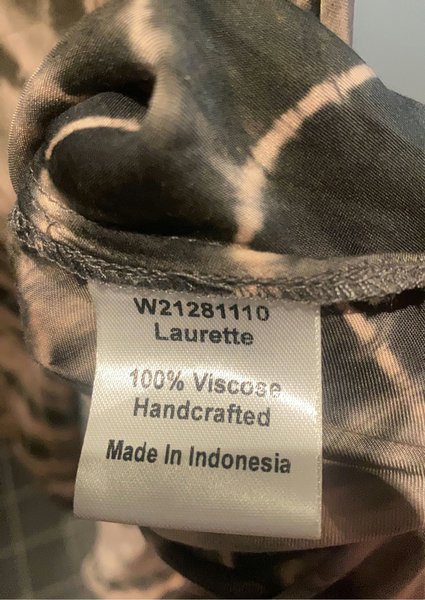 W21281110
Laurette
100% Viscose
Handcrafted
Made In Indonesia